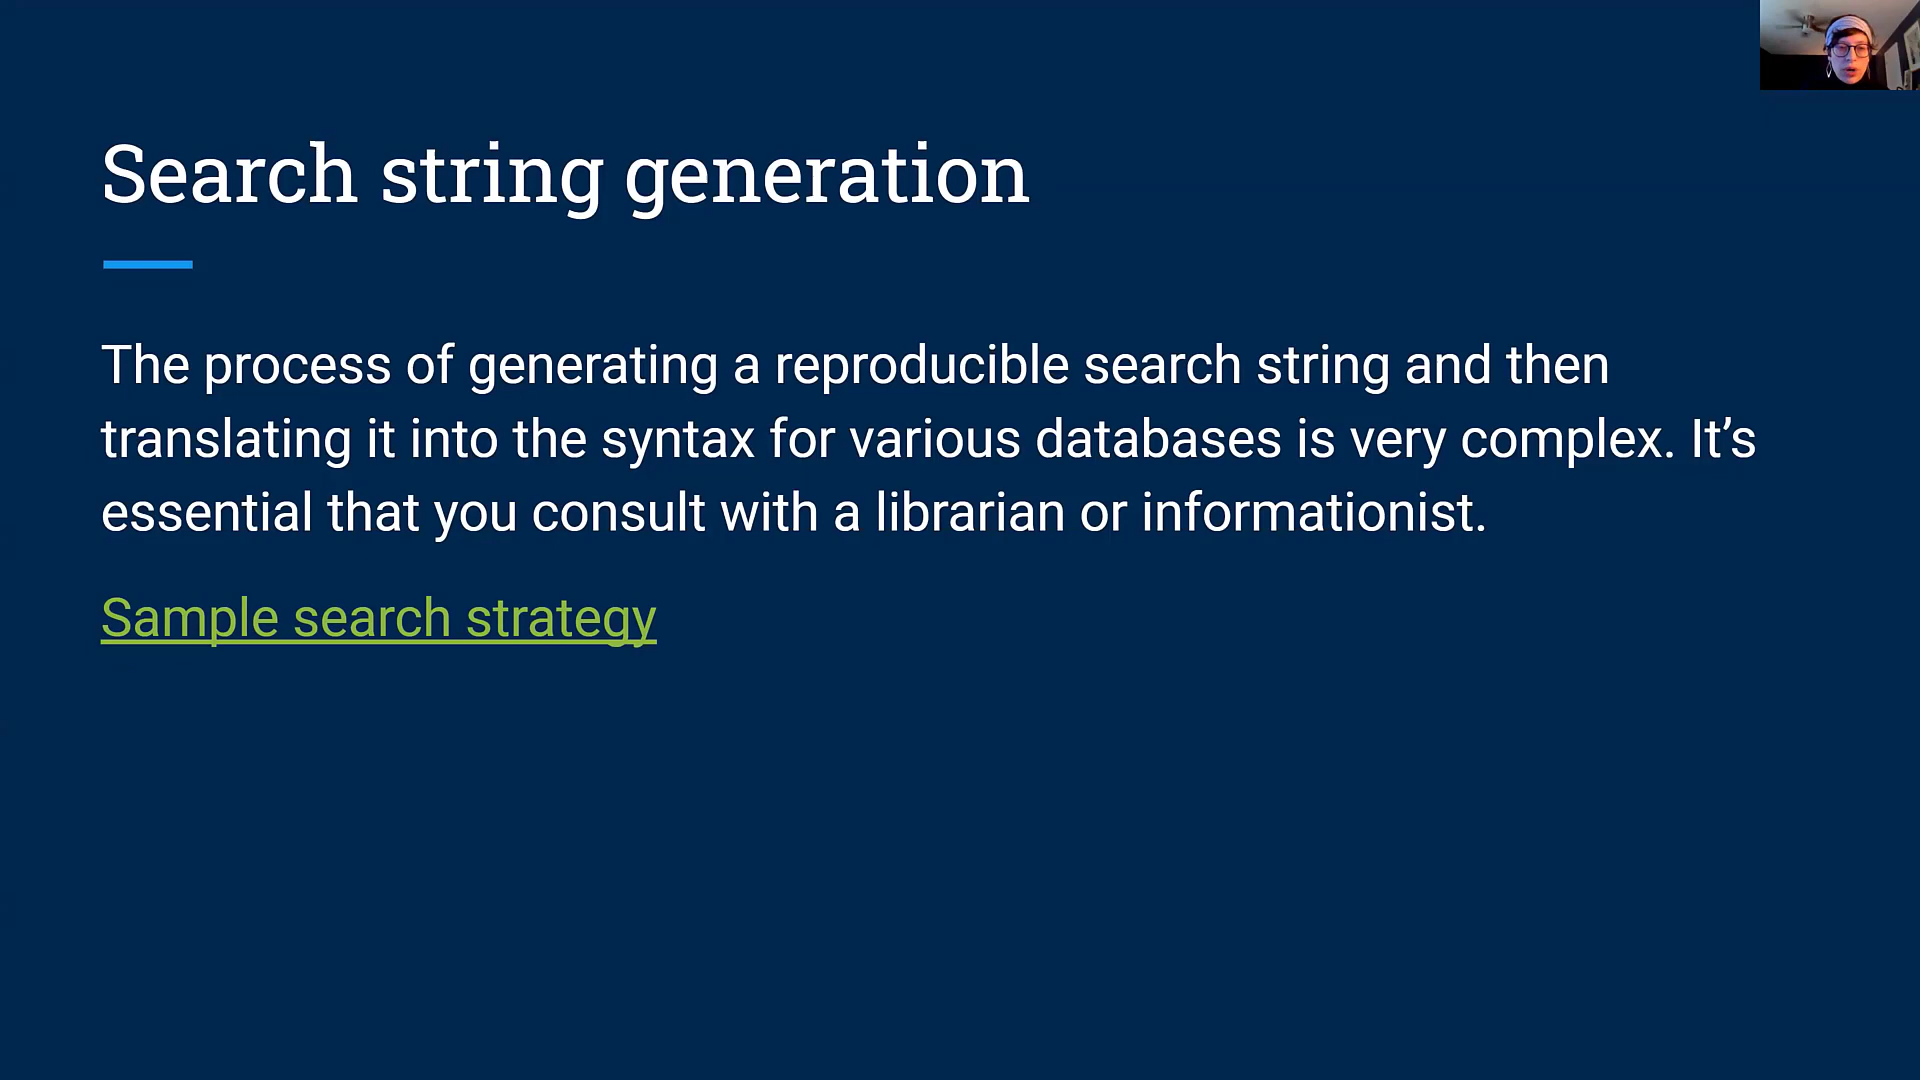 Search string generation
The process of generating a reproducible search string and then
translating it into the syntax for various databases is very complex. It’s
essential that you consult with a librarian or informationist.
Sample search strategy